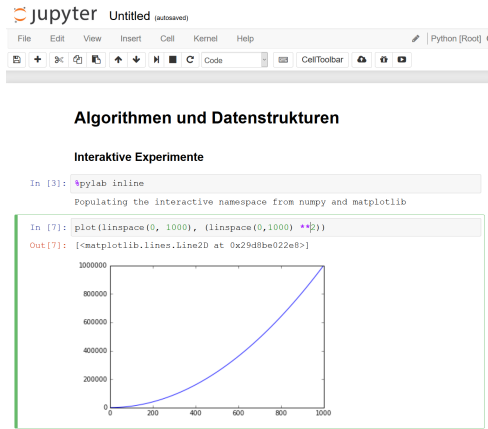 jupyter Untitled (autosaved)
File Edit View Insert Cell Kernel Help Python [Root]
Code CellToolbar
Algorithmen und Datenstrukturen
Interaktive Experimente
In [3]: %pylab inline
Populating the interactive namespace from numpy and matplotlib
In [7]: plot(linspace(0, 1000), (linspace(0,1000) **2))
Out[7]: [<matplotlib.lines.Line2D at 0x29d8be022e8>]
1000000
800000
600000
400000
200000
0
0 200 400 600 800 1000